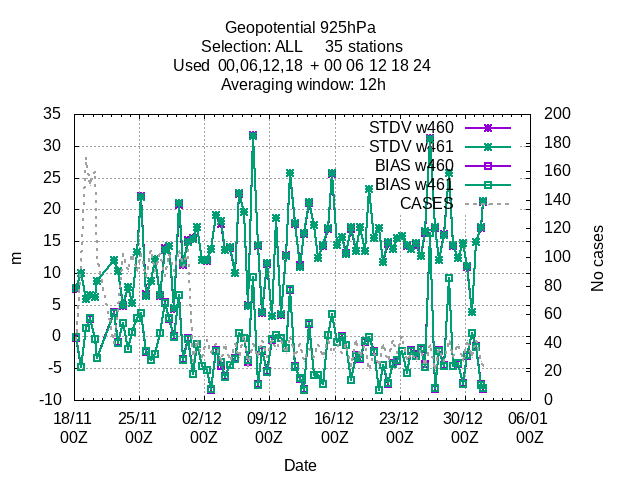 Geopotential 925hPa
Selection: ALL 35 stations
Used 00,06,12,18 + 00 06 12 18 24
Averaging window: 12h
35
30
25
20
15
10
5
0
-5
-10
m
200
180
160
140
120
100
80
60
40
20
0
No cases
STDV w460
STDV w461
BIAS w460
BIAS w461
CASES
18/11 25/11 02/12 09/12 16/12 23/12 30/12 06/01
00Z 00Z 00Z 00Z 00Z 00Z 00Z 00Z
Date